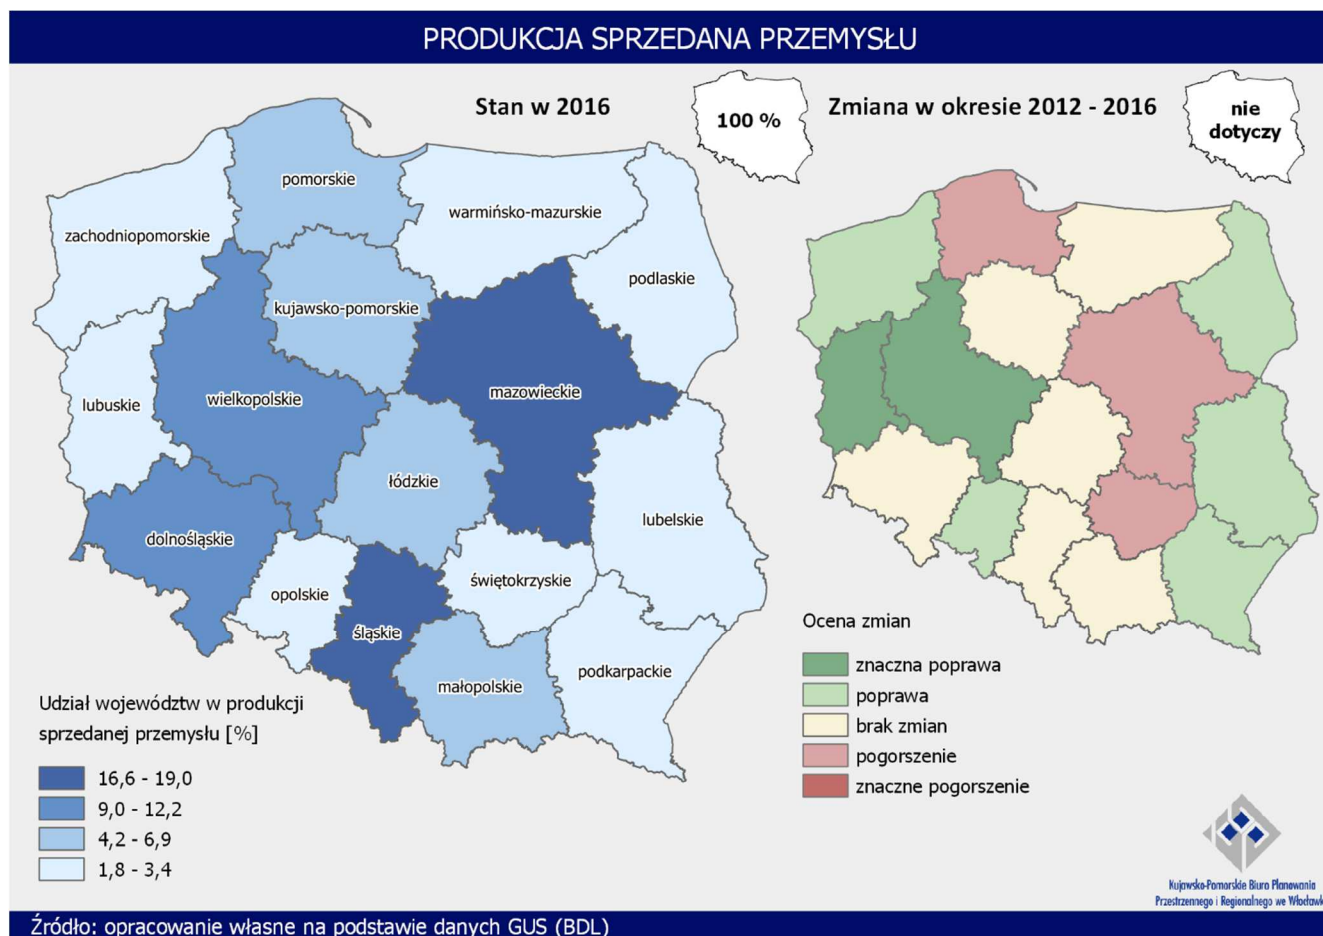 PRODUKCJA SPRZEDANA PRZEMYSŁU
Stan w 2016
100 %
Zmiana w okresie 2012 - 2016
nie
dotyczy
pomorskie
warmińsko-mazurskie
zachodniopomorskie
podlaskie
kujawsko-pomorskie
mazowieckie
wielkopolskie
lubuskie
łódzkie
lubelskie
dolnośląskie
świętokrzyskie
opolskie
śląskie
podkarpackie
małopolskie
Udział województw w produkcji
sprzedanej przemysłu [%]
16,6 - 19,0
9,0 - 12,2
4,2 - 6,9
1,8 - 3,4
Ocena zmian
znaczna poprawa
poprawa
brak zmian
pogorszenie
znaczne pogorszenie
Kujawsko-Pomorskie Biuro Planowania
Przestrzennego i Regionalnego we Włocławk
Źródło: opracowanie własne na podstawie danych GUS (BDL)